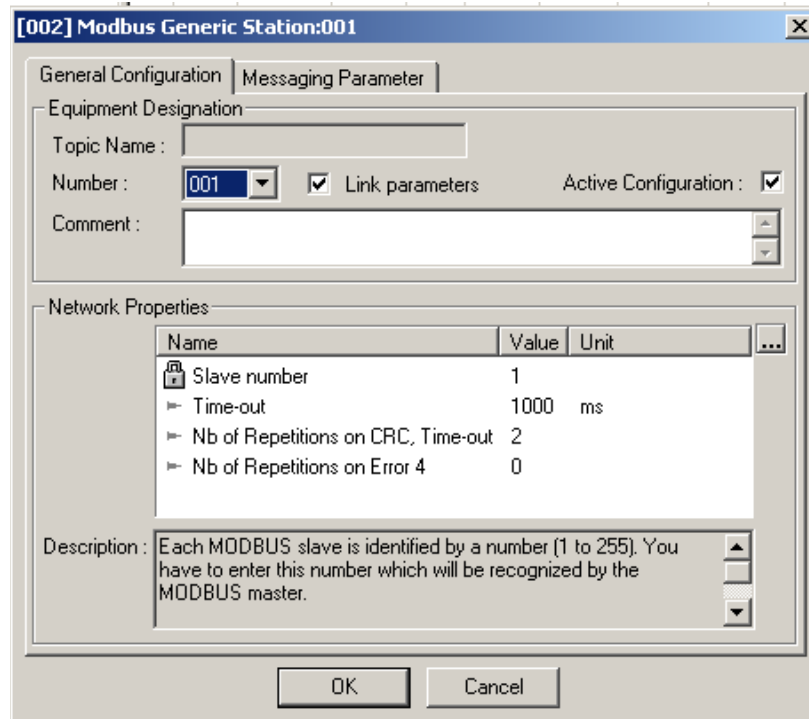 [002] Modbus Generic Station:001
General Configuration Messaging Parameter
Equipment Designation
Topic Name :
Number : 001 Link parameters Active Configuration :
Comment :
Network Properties
Name Value Unit ...
Slave number 1
Time-out 1000 ms
Nb of Repetitions on CRC, Time-out 2
Nb of Repetitions on Error 4 0
Description : Each MODBUS slave is identified by a number (1 to 255). You
have to enter this number which will be recognized by the
MODBUS master.
OK Cancel